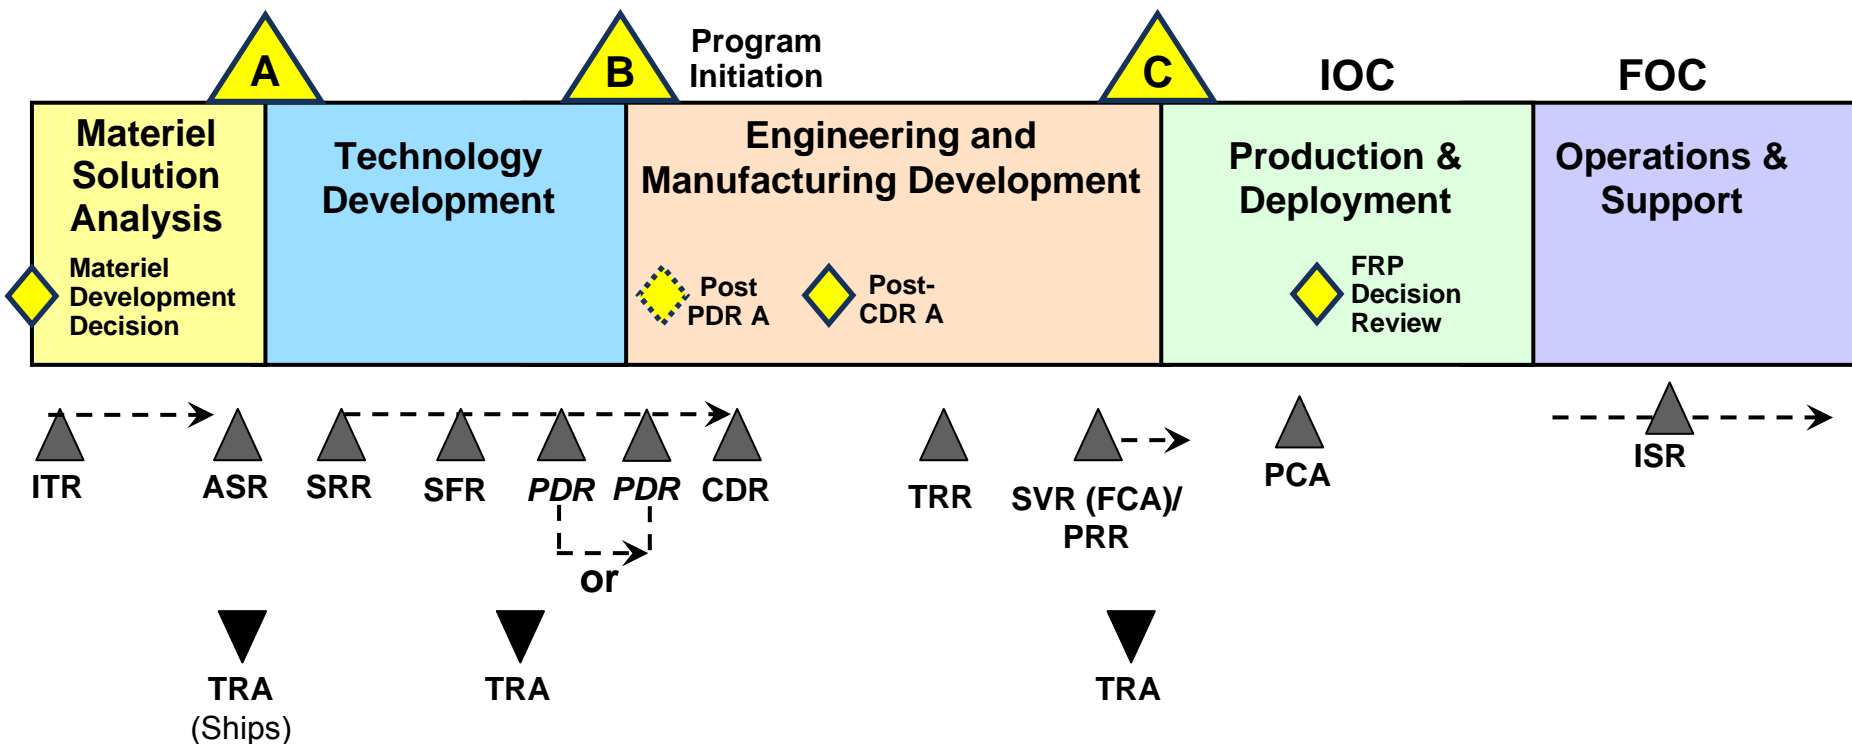 A
B
Program
Initiation
C
IOC
FOC
Materiel
Solution
Analysis
Technology
Development
Engineering and
Manufacturing Development
Production &
Deployment
Operations &
Support
Materiel
Development
Decision
Post
PDR A
Post-
CDR A
FRP
Decision
Review
ITR
ASR
SRR
SFR
PDR
PDR
CDR
TRR
SVR (FCA)/
PRR
PCA
ISR
or
TRA
(Ships)
TRA
TRA